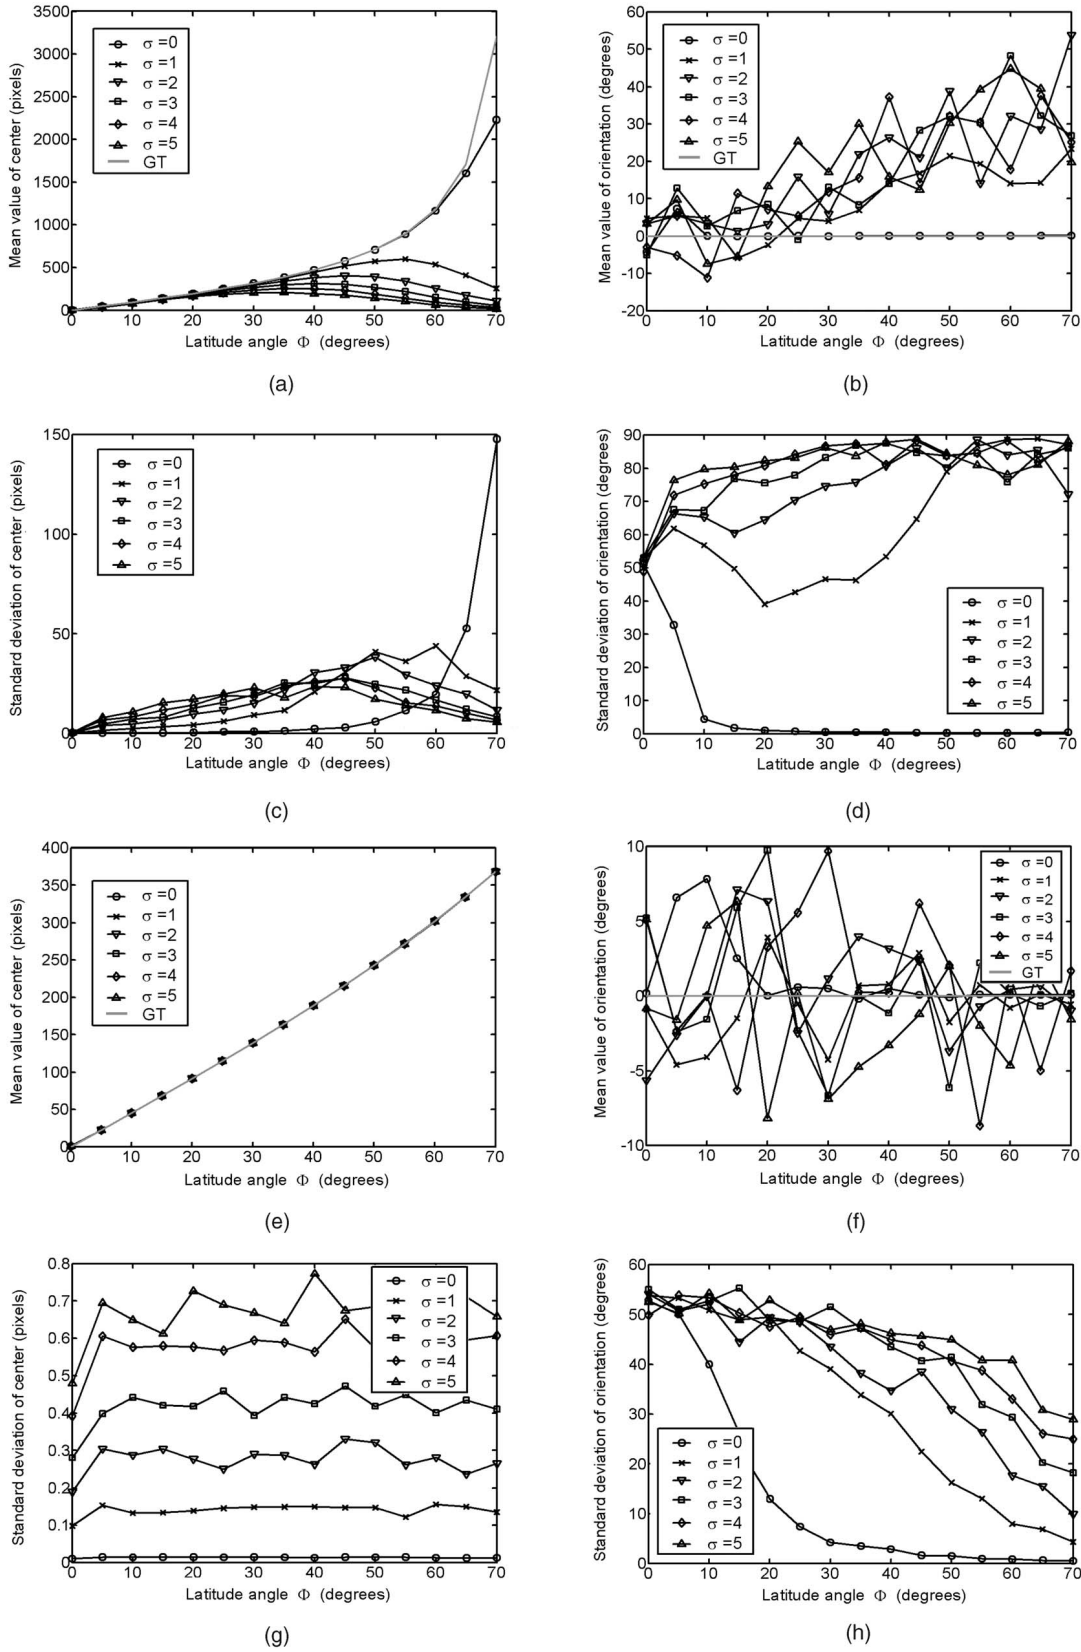 3500
3000
2500
2000
1500
1000
500
0
Mean value of center (pixels)
σ =0
σ =1
σ =2
σ =3
σ =4
σ =5
GT
0 10 20 30 40 50 60 70
Latitude angle Φ (degrees)
(a)
60
50
40
30
20
10
0
-10
-20
Mean value of orientation (degrees)
σ =0
σ =1
σ =2
σ =3
σ =4
σ =5
GT
0 10 20 30 40 50 60 70
Latitude angle Φ (degrees)
(b)
150
100
50
0
Standard deviation of center (pixels)
σ =0
σ =1
σ =2
σ =3
σ =4
σ =5
0 10 20 30 40 50 60 70
Latitude angle Φ (degrees)
(c)
90
80
70
60
50
40
30
20
10
0
Standard deviation of orientation (degrees)
σ =0
σ =1
σ =2
σ =3
σ =4
σ =5
0 10 20 30 40 50 60 70
Latitude angle Φ (degrees)
(d)
400
350
300
250
200
150
100
50
0
Mean value of center (pixels)
σ =0
σ =1
σ =2
σ =3
σ =4
σ =5
GT
0 10 20 30 40 50 60 70
Latitude angle Φ (degrees)
(e)
10
5
0
-5
-10
Mean value of orientation (degrees)
σ =0
σ =1
σ =2
σ =3
σ =4
σ =5
GT
0 10 20 30 40 50 60 70
Latitude angle Φ (degrees)
(f)
0.8
0.7
0.6
0.5
0.4
0.3
0.2
0.1
0
Standard deviation of center (pixels)
σ =0
σ =1
σ =2
σ =3
σ =4
σ =5
0 10 20 30 40 50 60 70
Latitude angle Φ (degrees)
(g)
60
50
40
30
20
10
0
Standard deviation of orientation (degrees)
σ =0
σ =1
σ =2
σ =3
σ =4
σ =5
0 10 20 30 40 50 60 70
Latitude angle Φ (degrees)
(h)